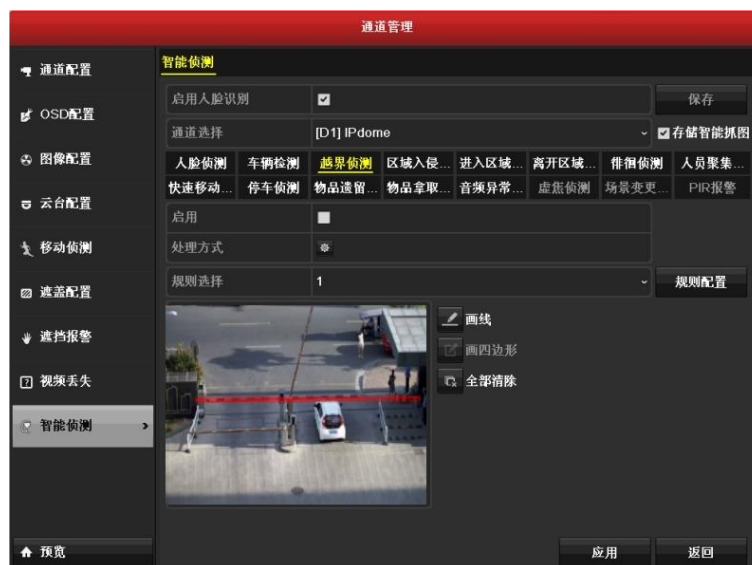 通道管理
通道配置
OSD配置
图像配置
云台配置
移动侦测
遮盖配置
遮挡报警
视频丢失
智能侦测
预览
智能侦测
启用人脸识别
保存
通道选择 [D1] IPdome 存储智能抓图
人脸侦测 车辆检测 越界侦测 区域入侵... 进入区域... 离开区域... 徘徊侦测 人员聚集...
快速移动... 停车侦测 物品遗留... 物品拿取... 音频异常... 虚焦侦测 场景变更... PIR报警
启用
处理方式
规则选择 1 规则配置
画线
画四边形
全部清除
应用 返回